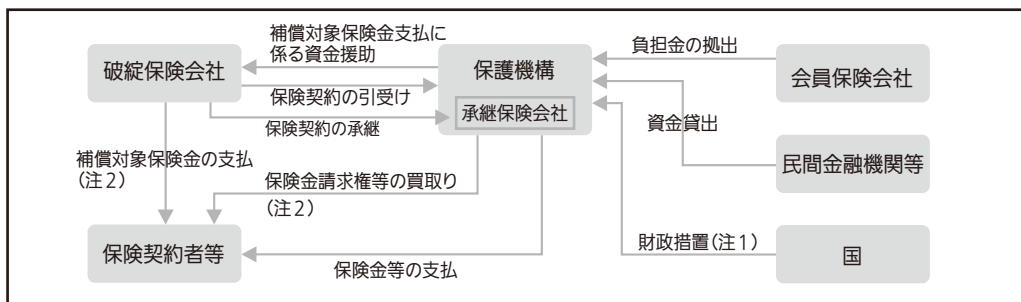 補償対象保険金支払に
係る資金援助
破綻保険会社
保護機構
負担金の拠出
会員保険会社
保険契約の引受け
承継保険会社
保険契約の承継
資金貸出
補償対象保険金の支払
(注2)
保険金請求権等の買取り
(注2)
民間金融機関等
財政措置(注1)
保険契約者等
国
保険金等の支払